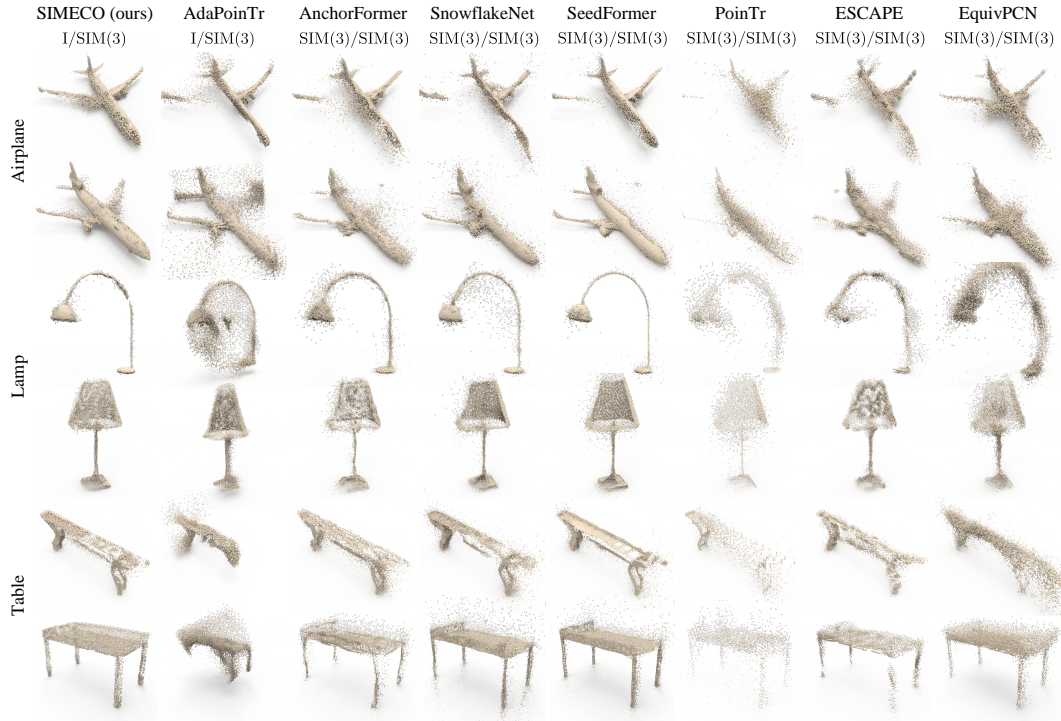 SIMECO (ours) AdaPoinTr AnchorFormer SnowflakeNet SeedFormer PoinTr ESCAPE EquivPCN
I/SIM(3) I/SIM(3) SIM(3)/SIM(3) SIM(3)/SIM(3) SIM(3)/SIM(3) SIM(3)/SIM(3) SIM(3)/SIM(3) SIM(3)/SIM(3)
Airplane
Lamp
Table